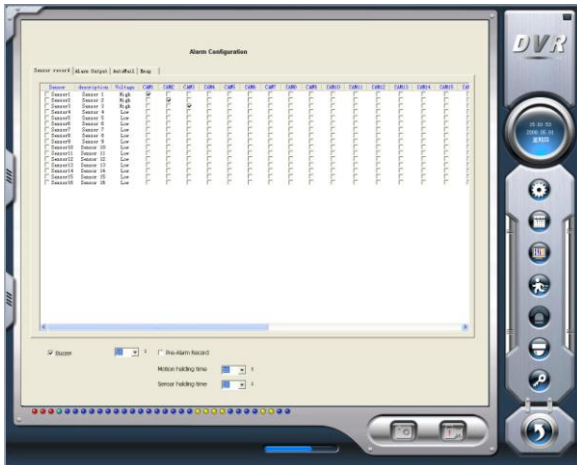 DVR
Alarm Configuration
Sensor record Alarm Output AutoMail Beep
Sensor description Voltage CAM1 CAM2 CAM3 CAM4 CAM5 CAM6 CAM7 CAM8 CAM9 CAM10 CAM11 CAM12 CAM13 CAM14 CAM15
Sensor1 Sensor 1 High
Sensor2 Sensor 2 High
Sensor3 Sensor 3 High
Sensor4 Sensor 4 Low
Sensor5 Sensor 5 Low
Sensor6 Sensor 6 Low
Sensor7 Sensor 7 Low
Sensor8 Sensor 8 Low
Sensor9 Sensor 9 Low
Sensor10 Sensor 10 Low
Sensor11 Sensor 11 Low
Sensor12 Sensor 12 Low
Sensor13 Sensor 13 Low
Sensor14 Sensor 14 Low
Sensor15 Sensor 15 Low
Sensor16 Sensor 16 Low
Buzzer Pre-Alarm Record
Motion holding time
Sensor holding time